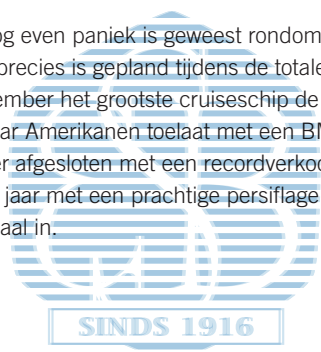 og even paniek is geweest rondom
precies is gepland tijdens de totale
ember het grootste cruiseschip de
ar Amerikanen toelaat met een BM
er afgesloten met een recordverkoo
jaar met een prachtige persiflage
aal in.
SINDS 1916